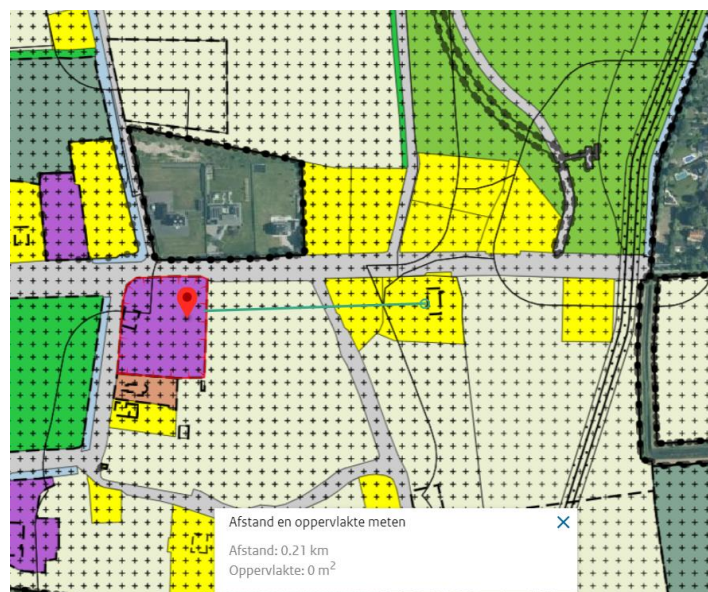 Afstand en oppervlakte meten
Afstand: 0.21 km
Oppervlakte: 0 m²